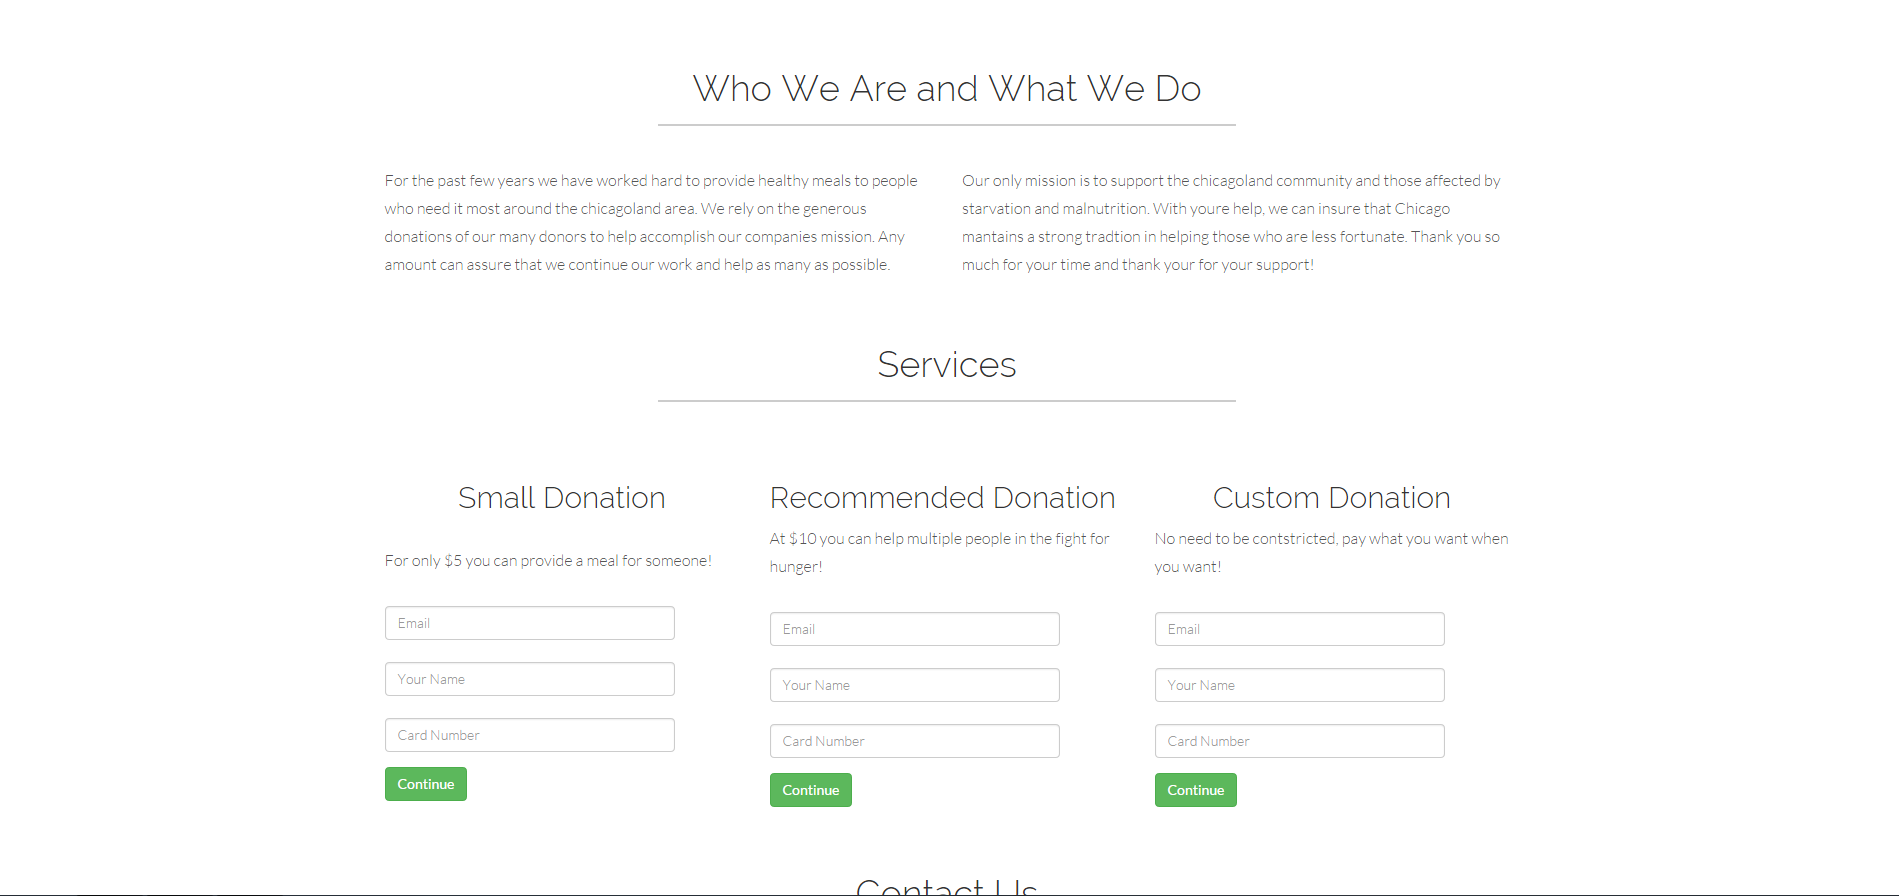 Who We Are and What We Do
For the past few years we have worked hard to provide healthy meals to people
who need it most around the chicagoland area. We rely on the generous
donations of our many donors to help accomplish our companies mission. Any
amount can assure that we continue our work and help as many as possible.
Our only mission is to support the chicagoland community and those affected by
starvation and malnutrition. With youre help, we can insure that Chicago
mantains a strong tradtion in helping those who are less fortunate. Thank you so
much for your time and thank your for your support!
Services
Small Donation
For only $5 you can provide a meal for someone!
Email
Your Name
Card Number
Continue
Recommended Donation
At $10 you can help multiple people in the fight for
hunger!
Email
Your Name
Card Number
Continue
Custom Donation
No need to be contstricted, pay what you want when
you want!
Email
Your Name
Card Number
Continue
Contact Us